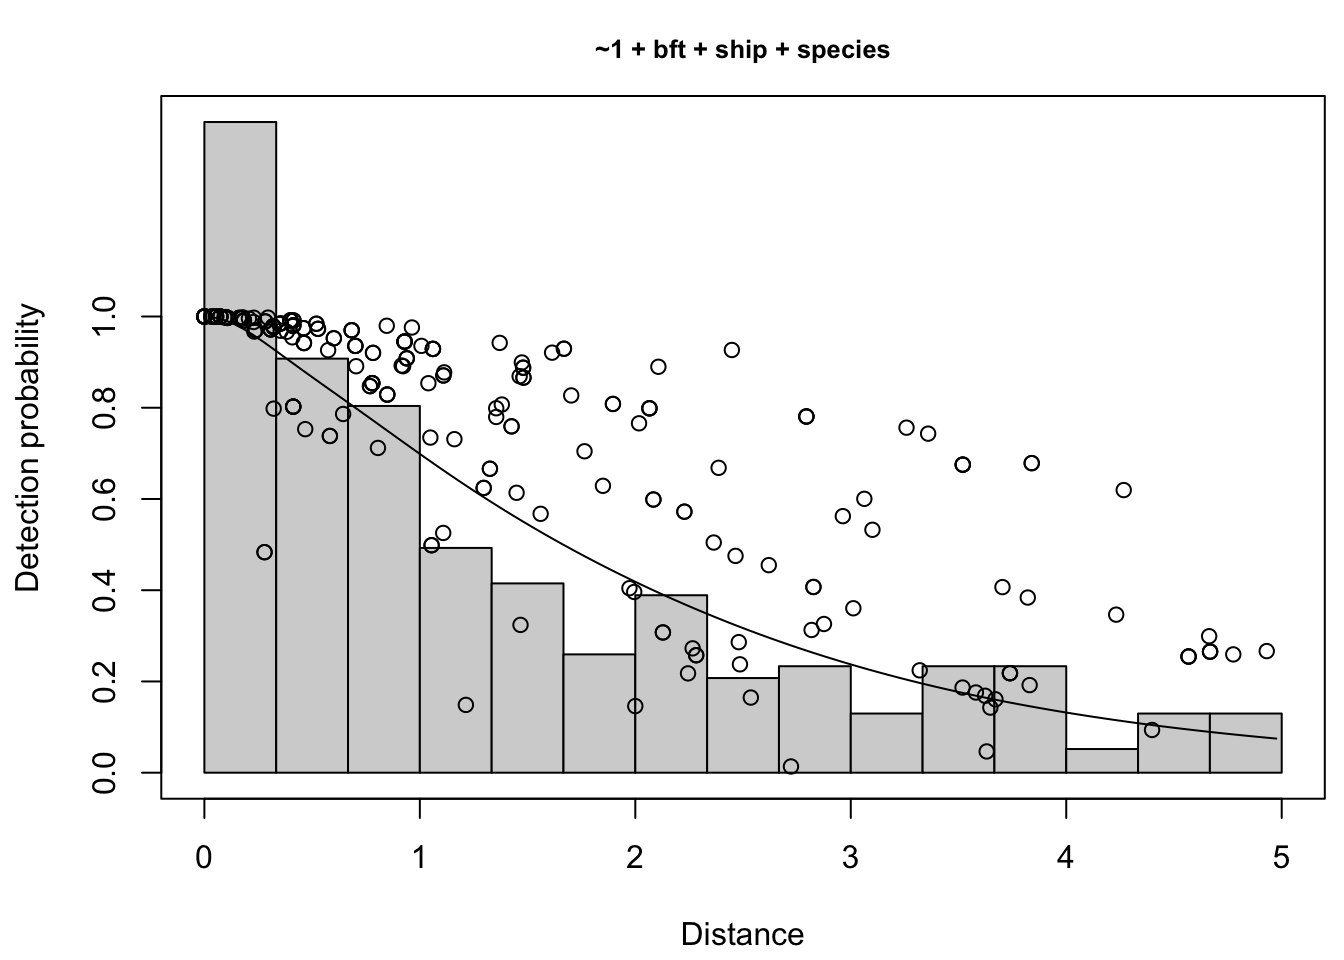 ~1 + bft + ship + species
Detection probability
1.0
0.8
0.6
0.4
0.2
0.0
0 1 2 3 4 5
Distance